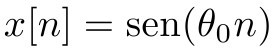 x[n] = sen(θ₀n)